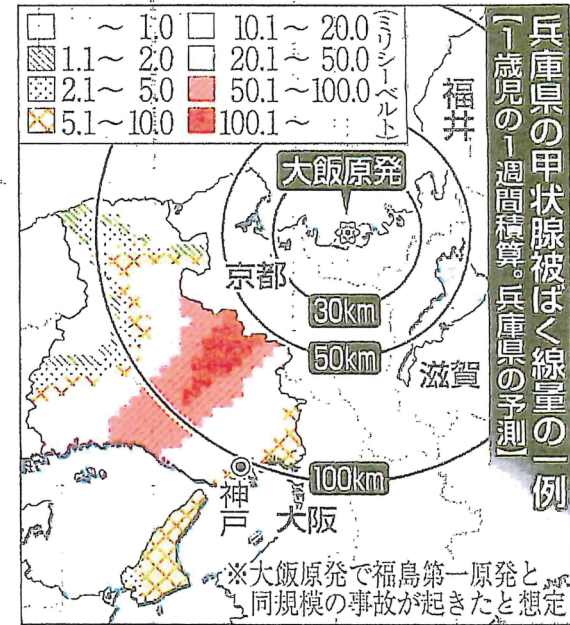 兵庫県の甲状腺被ばく線量の一例
【1歳児の1週間積算。兵庫県の予測】
～ 1.0
1.1～ 2.0
2.1～ 5.0
5.1～10.0
10.1～ 20.0
20.1～ 50.0
50.1～100.0
100.1～
(ミリシーベルト)
福井
大飯原発
京都
30km
50km
滋賀
100km
神戸
大阪
※大飯原発で福島第一原発と
同規模の事故が起きたと想定